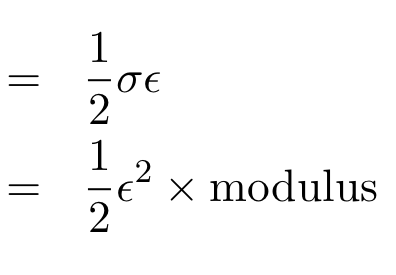 = 1/2 σϵ
= 1/2 ϵ² × modulus